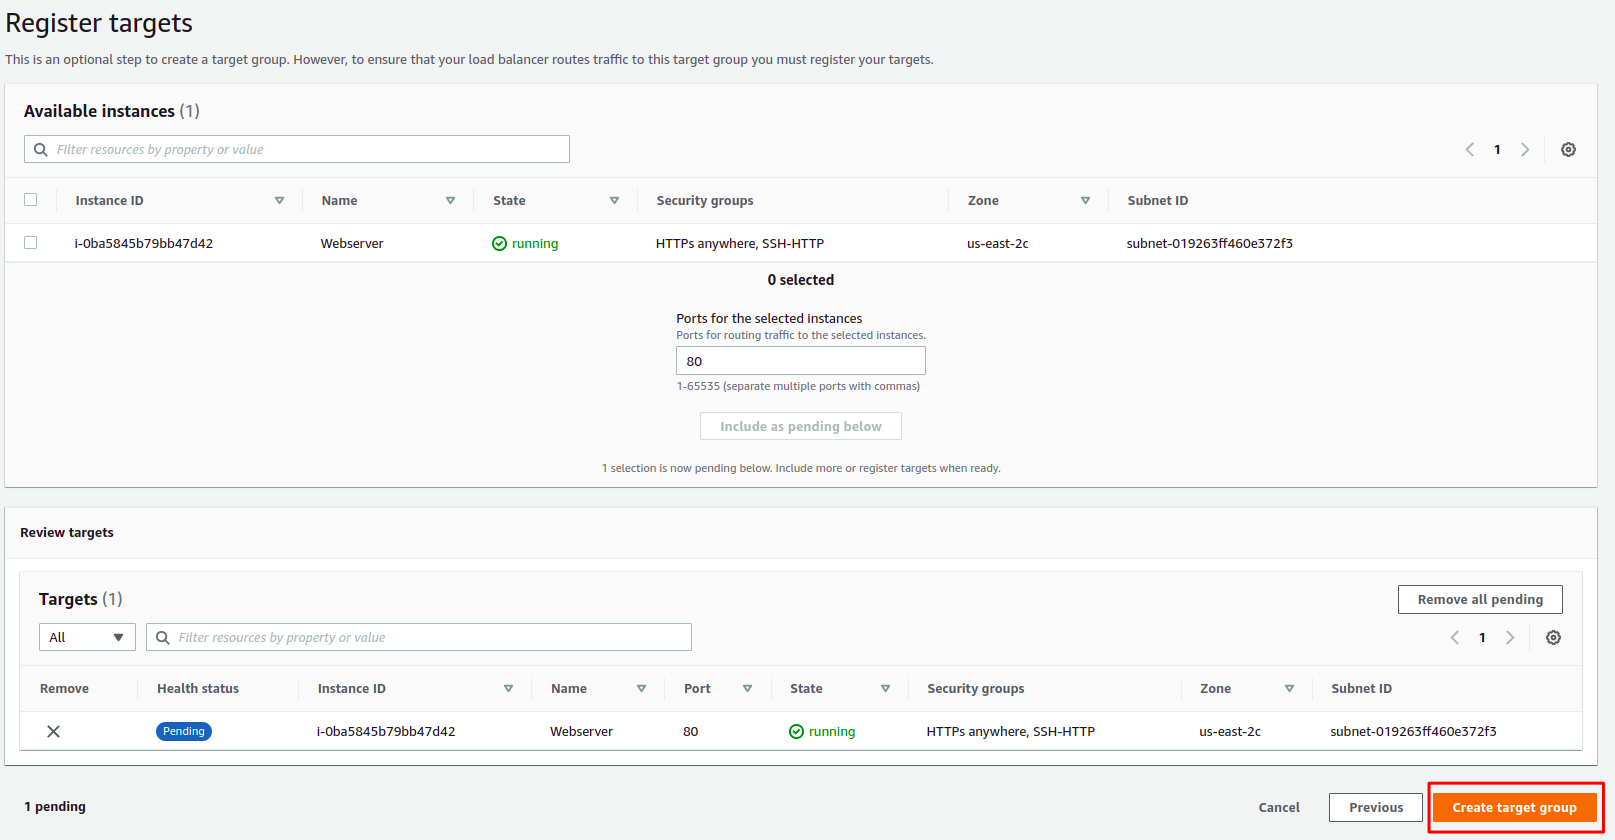 Register targets
This is an optional step to create a target group. However, to ensure that your load balancer routes traffic to this target group you must register your targets.
Available instances (1)
Filter resources by property or value
1
Instance ID Name State Security groups Zone Subnet ID
i-0ba5845b79bb47d42 Webserver running HTTPs anywhere, SSH-HTTP us-east-2c subnet-019263ff460e372f3
0 selected
Ports for the selected instances
Ports for routing traffic to the selected instances.
80
1-65535 (separate multiple ports with commas)
Include as pending below
1 selection is now pending below. Include more or register targets when ready.
Review targets
Targets (1)
Remove all pending
All Filter resources by property or value 1
Remove Health status Instance ID Name Port State Security groups Zone Subnet ID
Pending i-0ba5845b79bb47d42 Webserver 80 running HTTPs anywhere, SSH-HTTP us-east-2c subnet-019263ff460e372f3
1 pending
Cancel Previous Create target group